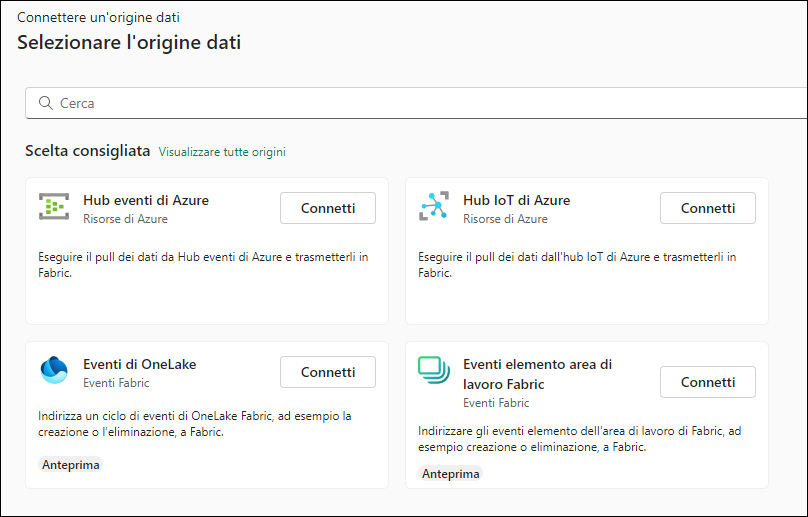 Connettere un'origine dati
Selezionare l'origine dati
Cerca
Scelta consigliata Visualizzare tutte origini
Hub eventi di Azure
Risorse di Azure
Connetti
Eseguire il pull dei dati da Hub eventi di Azure e trasmetterli in
Fabric.
Hub IoT di Azure
Risorse di Azure
Connetti
Eseguire il pull dei dati dall'hub IoT di Azure e trasmetterli in
Fabric.
Eventi di OneLake
Eventi Fabric
Connetti
Indirizza un ciclo di eventi di OneLake Fabric, ad esempio la
creazione o l'eliminazione, a Fabric.
Anteprima
Eventi elemento area di
lavoro Fabric
Eventi Fabric
Connetti
Indirizzare gli eventi elemento dell'area di lavoro di Fabric, ad
esempio creazione o eliminazione, a Fabric.
Anteprima